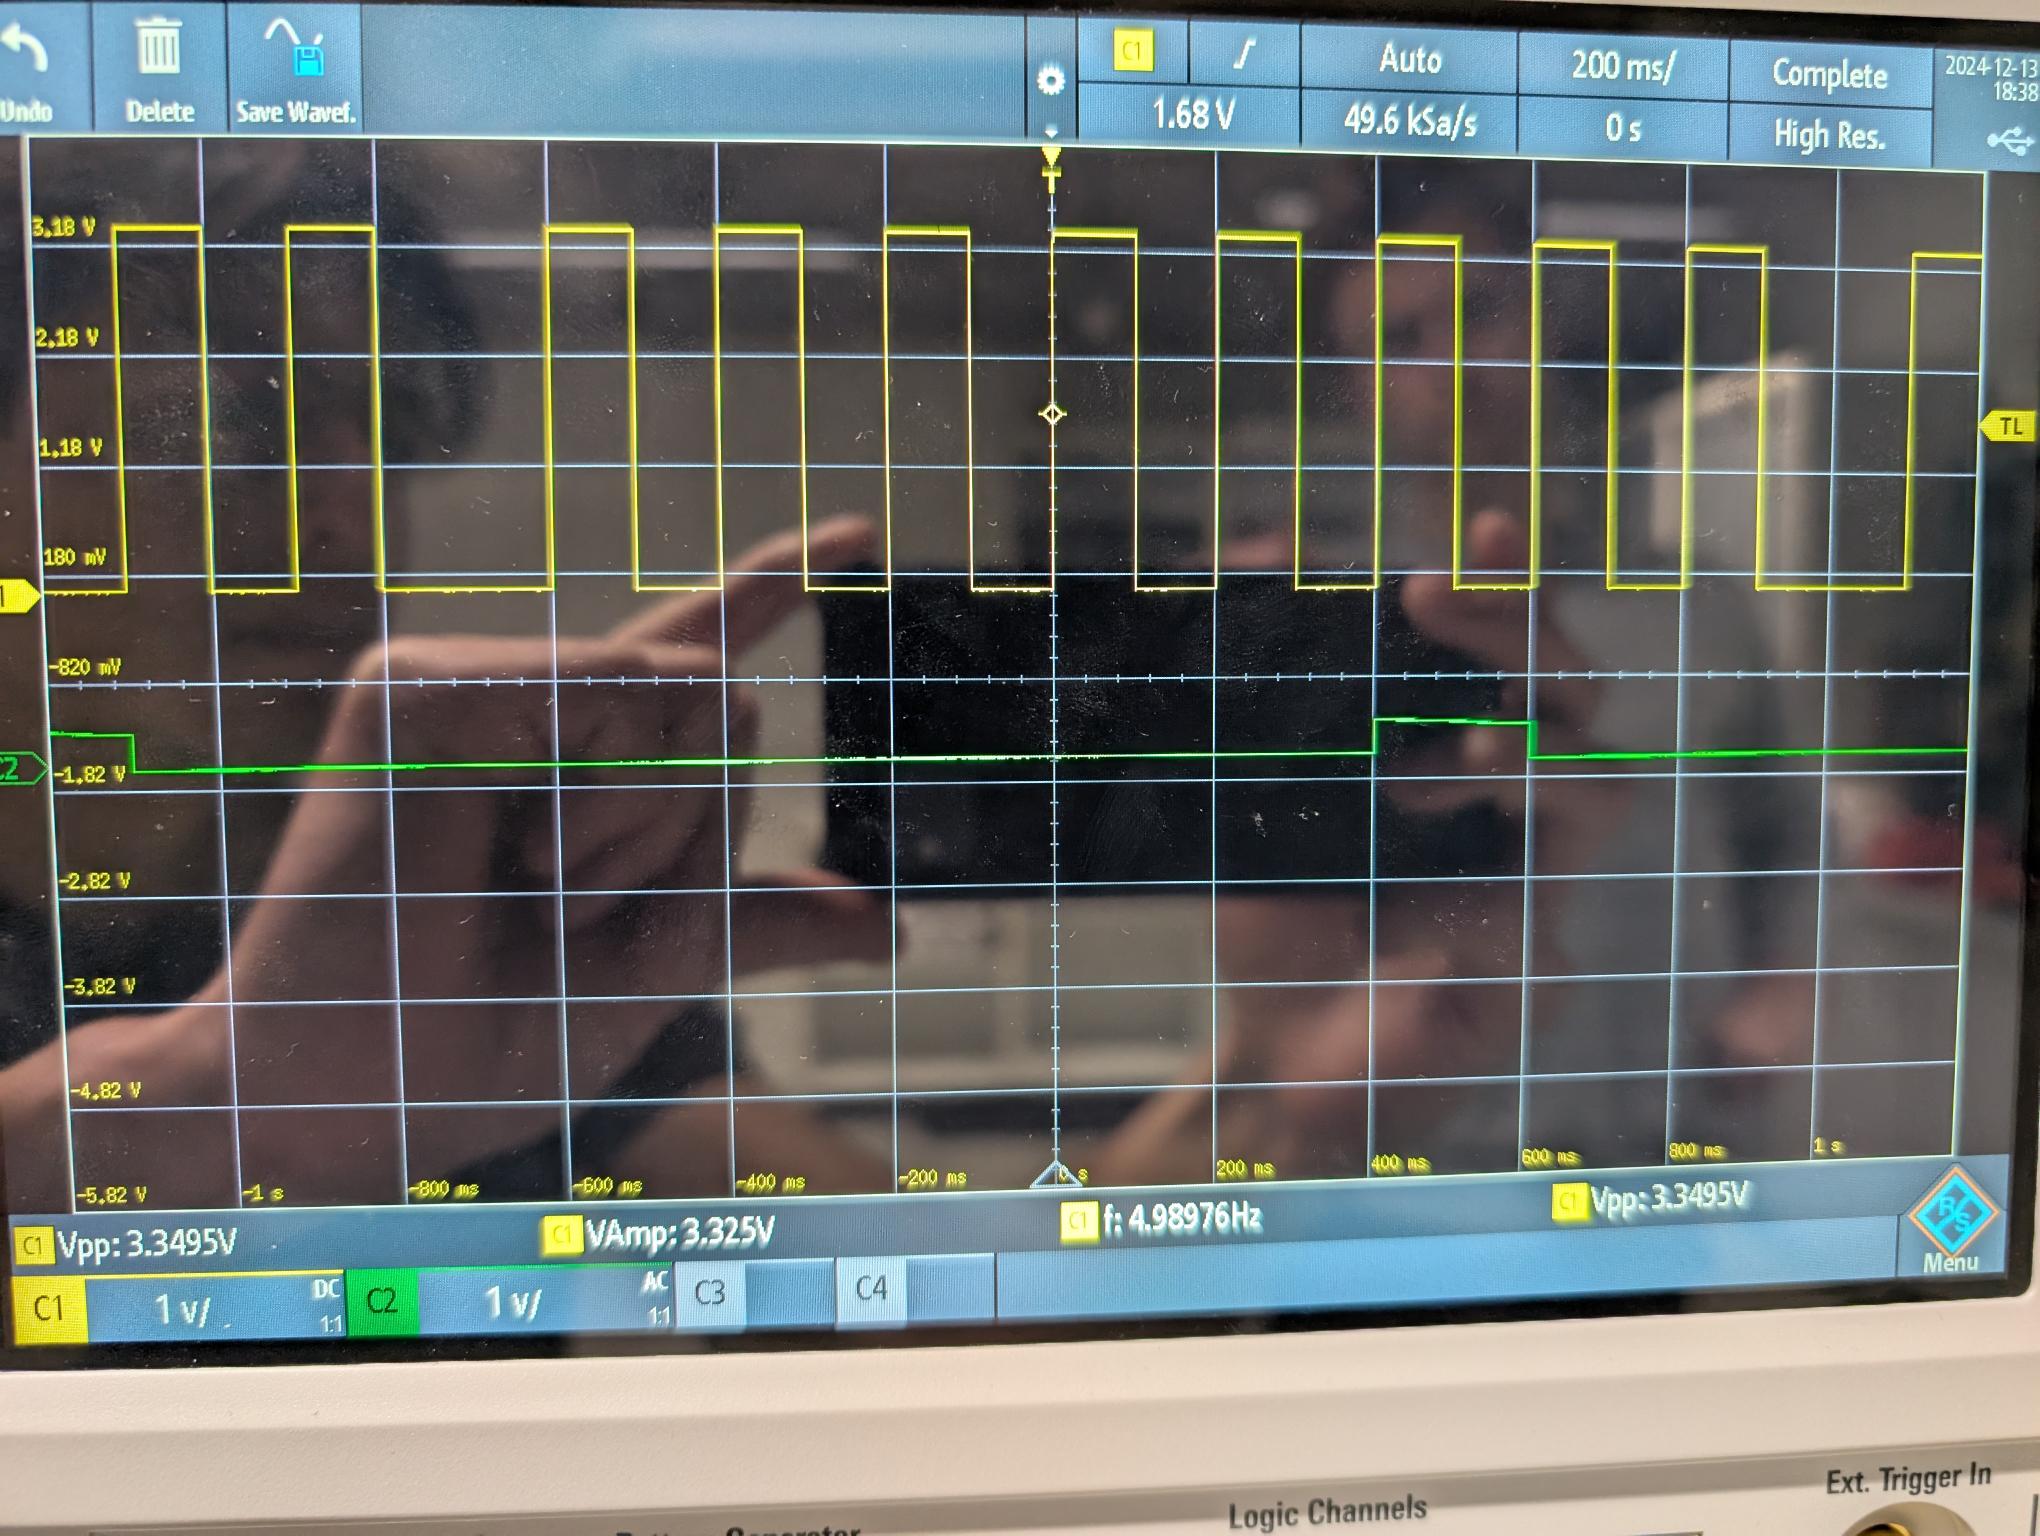 Undo
Delete
Save Wavef.
C1
Auto
200 ms/
Complete
2024-12-13
18:38
1.68 V
49.6 kSa/s
0 s
High Res.
T
3.18 V
2.18 V
TL
1.18 V
180 mV
1
-820 mV
C2
-1.82 V
-2.82 V
-3.82 V
-4.82 V
-5.82 V
-1 s
-800 ms
-600 ms
-400 ms
-200 ms
0 s
200 ms
400 ms
600 ms
800 ms
1 s
C1 Vpp: 3.3495V
C1 VAmp: 3.325V
C1 f: 4.98976Hz
C1 Vpp: 3.3495V
R/S
Menu
C1 1 V/ DC 1:1
C2 1 V/ AC 1:1
C3
C4
Ext. Trigger In
Logic Channels